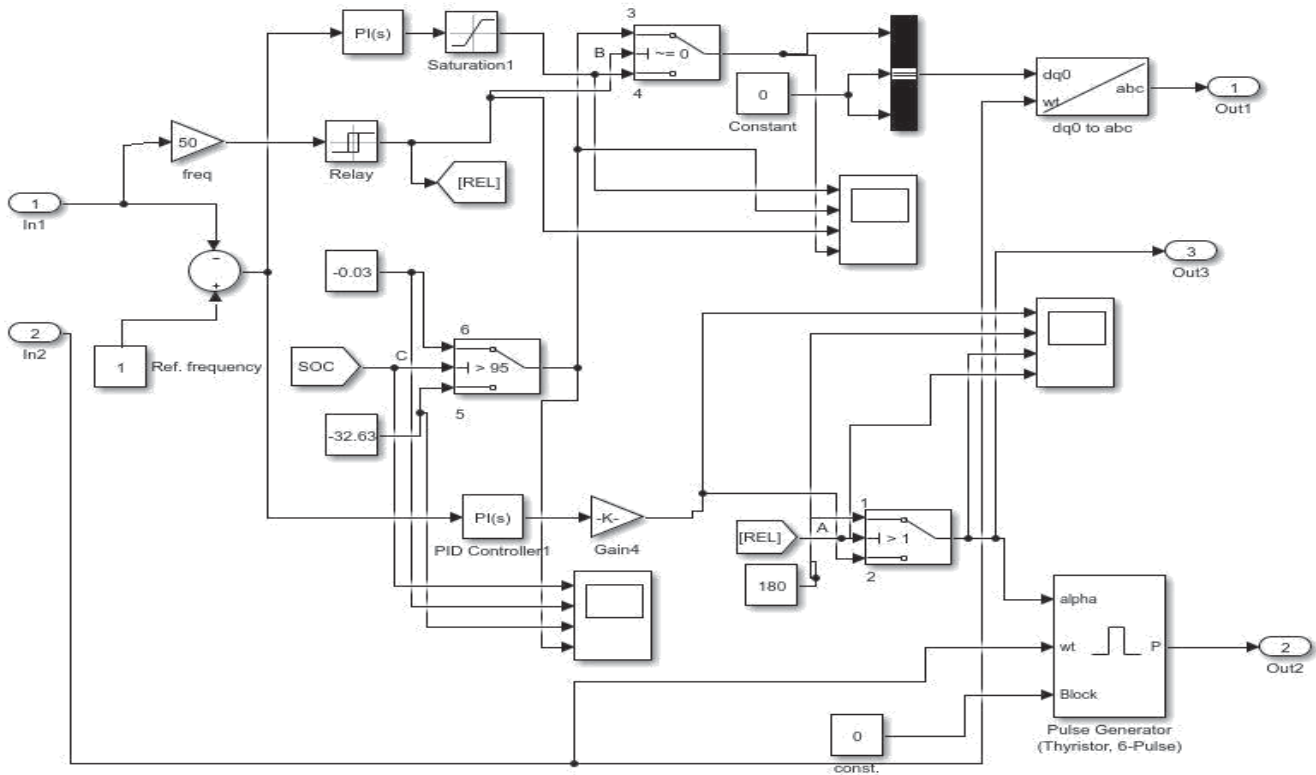 PI(s)
Saturation1
3
B
~= 0
4
0
Constant
dq0
abc
wt
dq0 to abc
1
Out1
50
freq
Relay
[REL]
1
In1
-
+
-0.03
3
Out3
2
In2
1
Ref. frequency
SOC
C
6
> 95
5
-32.63
PI(s)
PID Controller1
-K-
Gain4
[REL]
A
1
> 1
2
180
alpha
wt
P
Block
2
Out2
0
const.
Pulse Generator
(Thyristor, 6-Pulse)